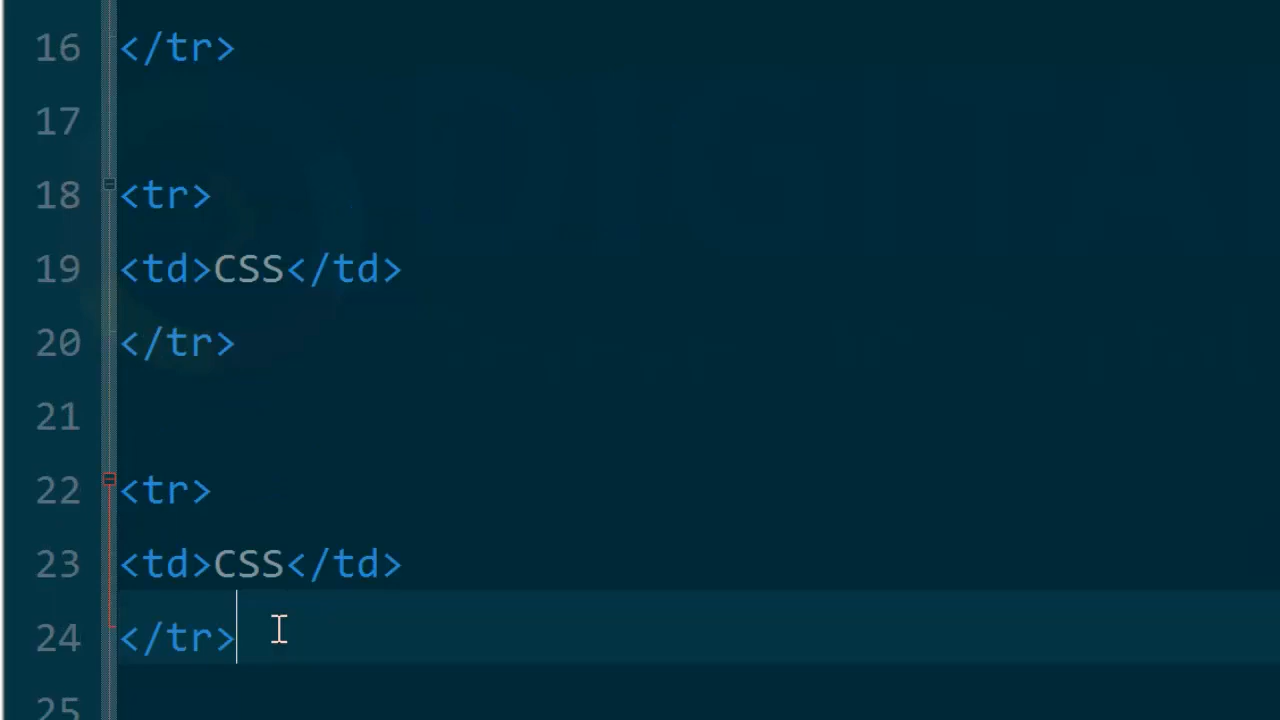 16 </tr>
17
18 <tr>
19 <td>CSS</td>
20 </tr>
21
22 <tr>
23 <td>CSS</td>
24 </tr>
25